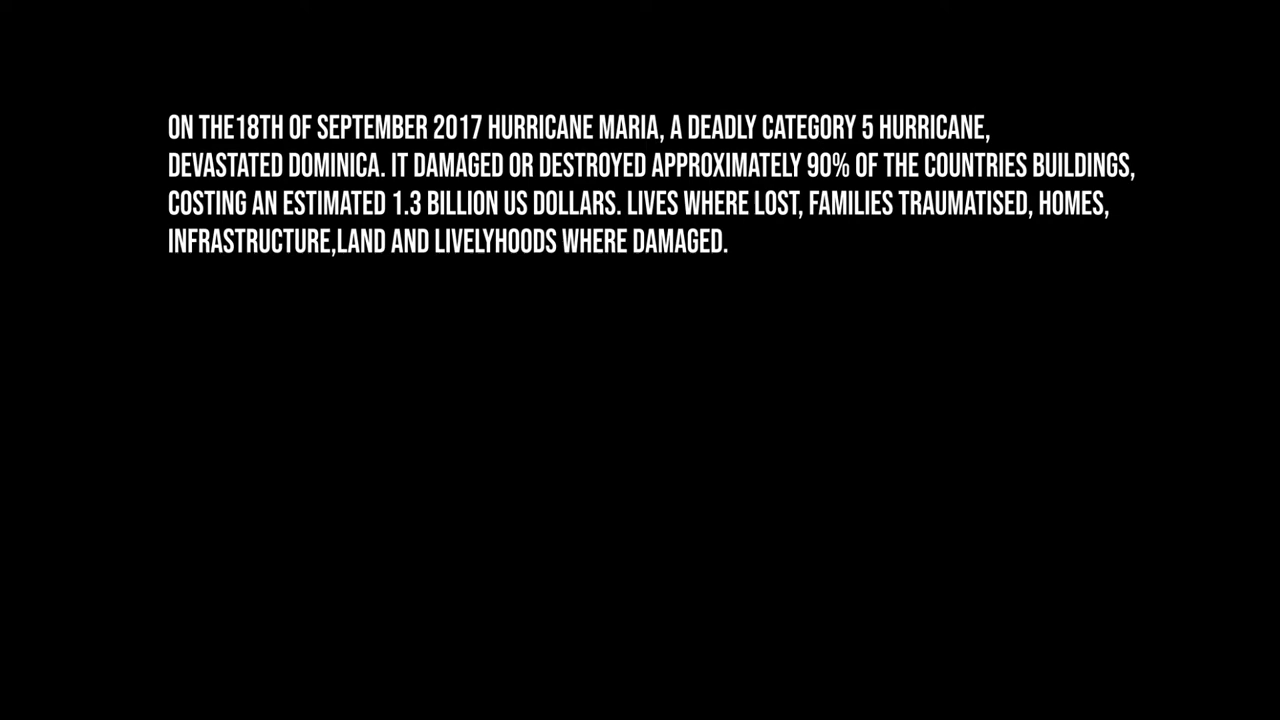 ON THE18TH OF SEPTEMBER 2017 HURRICANE MARIA, A DEADLY CATEGORY 5 HURRICANE,
DEVASTATED DOMINICA. IT DAMAGED OR DESTROYED APPROXIMATELY 90% OF THE COUNTRIES BUILDINGS,
COSTING AN ESTIMATED 1.3 BILLION US DOLLARS. LIVES WHERE LOST, FAMILIES TRAUMATISED, HOMES,
INFRASTRUCTURE,LAND AND LIVELYHOODS WHERE DAMAGED.